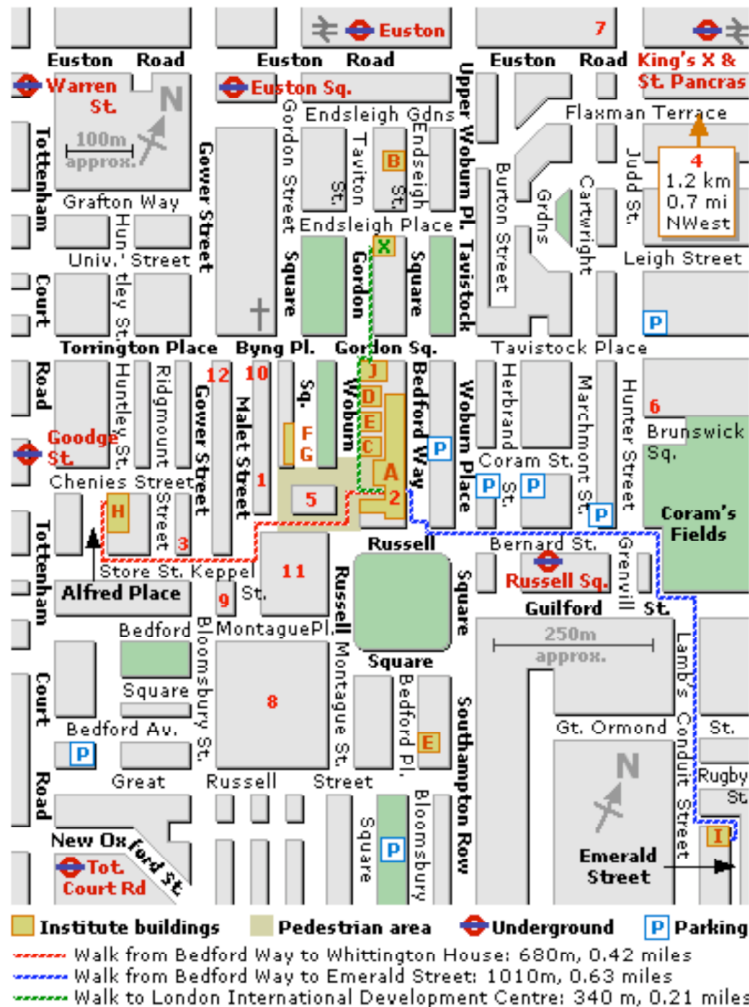 Euston
7
Euston Road
Euston Road
Euston Road
King's X &
St. Pancras
Warren
St.
N
100m
approx.
Euston Sq.
Endsleigh Gdns
Flaxman Terrace
Tottenham
Court
Road
Gower Street
Gordon Street
Taviton
St.
B
Endseigh
St.
Upper Woburn Pl.
Burton Street
Grdns
Cartwright
Judd St.
4
1.2 km
0.7 mi
NWest
Grafton Way
Hun
tley St.
Univ.' Street
Endsleigh Place
X
Square
Gordon
Square
Tavistock
Leigh Street
P
Torrington Place
Byng Pl.
Gordon Sq.
Tavistock Place
Huntley St.
Ridgmount
Street
12
Gower Street
10
Malet Street
1
Sq.
F
G
Woburn
J
D
E
C
A
2
5
Bedford Way
P
Woburn Place
Herbrand
St.
Marchmont St.
Hunter Street
6
Brunswick
Sq.
Goodge
St.
Chenies Street
Coram St.
P
P
P
H
3
Coram's
Fields
Tottenham
Court
Road
Alfred Place
Store St.
Keppel
St.
Russell
Bernard St.
Russell Sq.
Grenvill
9
11
Russell
Square
Square
Guilford St.
Bedford
Square
MontaguePl.
Bloomsbury St.
8
Montague St.
Bedford Pl.
E
Southampton Row
250m
approx.
Lamb's Conduit Street
Bedford Av.
P
Gt. Ormond St.
Great Russell Street
N
Rugby
St.
New Oxford St.
Tot.
Court Rd
Square
P
Bloomsbury
I
Emerald
Street
Institute buildings
Pedestrian area
Underground
P Parking
Walk from Bedford Way to Whittington House: 680m, 0.42 miles
Walk from Bedford Way to Emerald Street: 1010m, 0.63 miles
Walk to London International Development Centre: 340 m, 0.21 miles